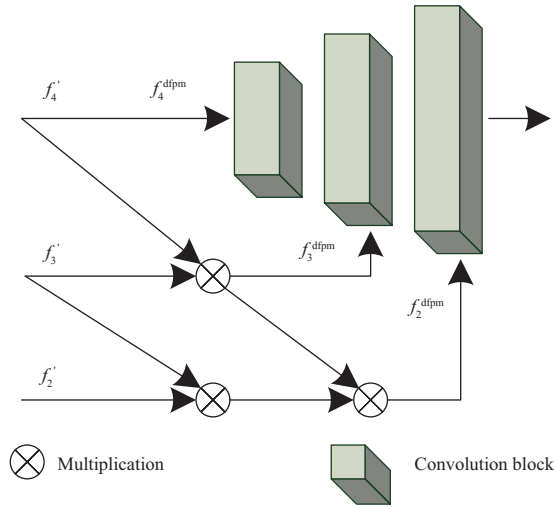 f4' f4dfpm
f3' f3dfpm
f2dfpm
f2'
Multiplication Convolution block